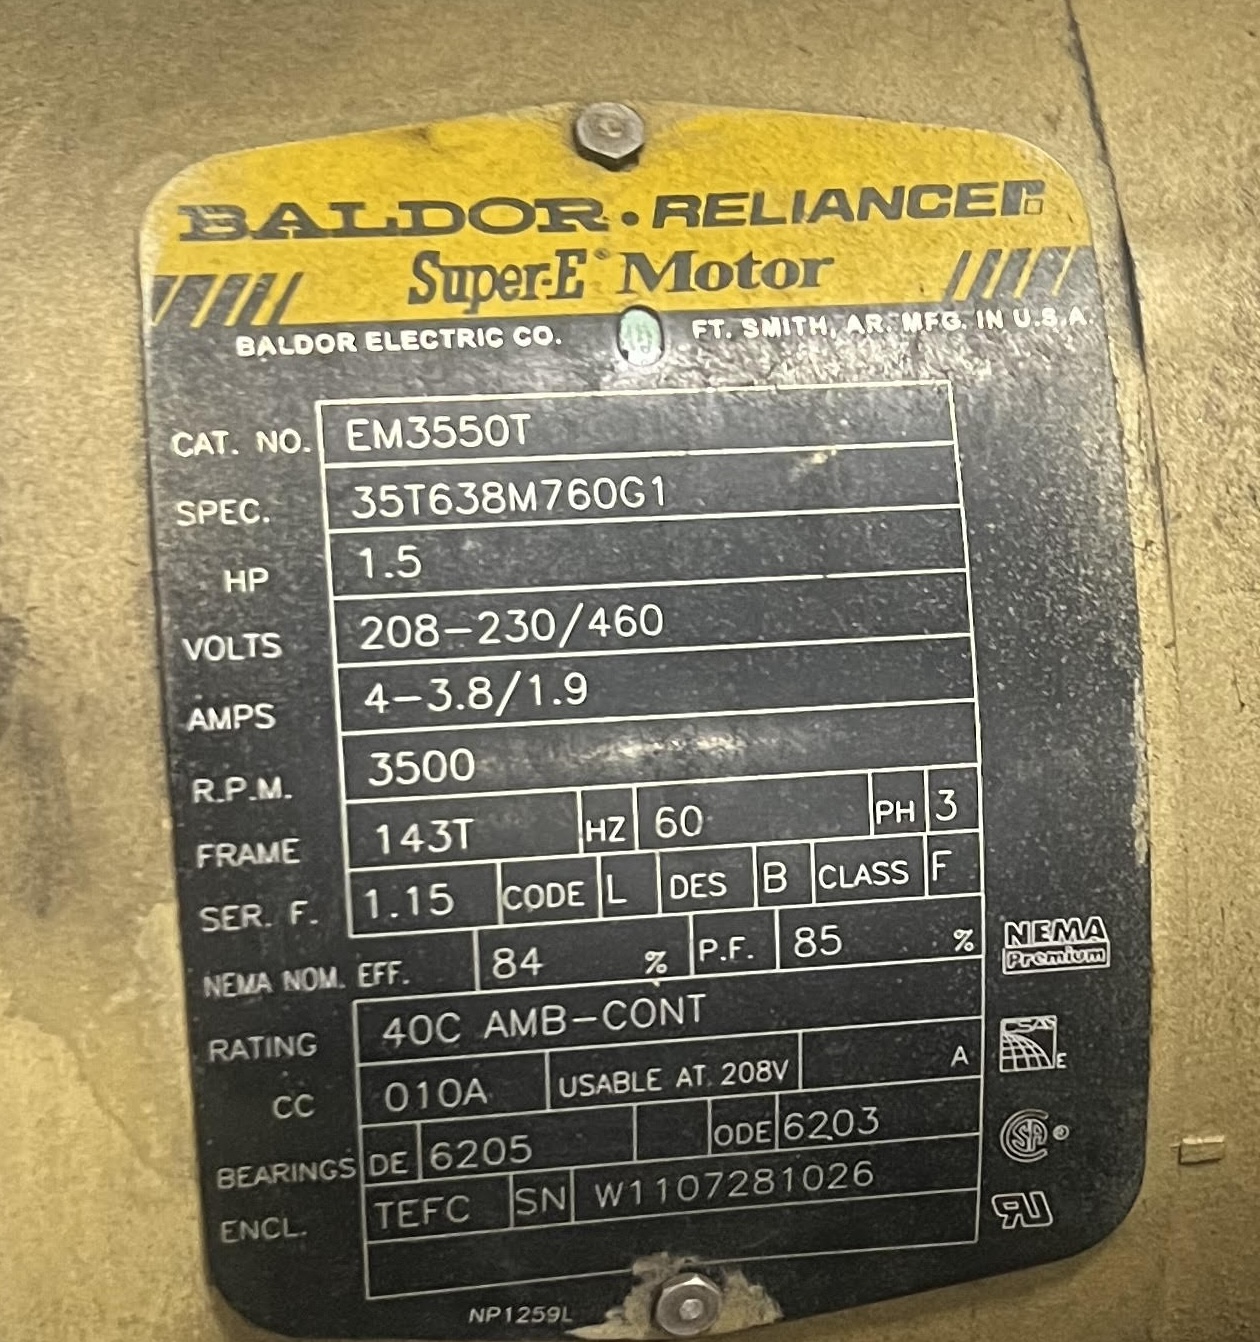 BALDOR • RELIANCE
Super-E® Motor
BALDOR ELECTRIC CO. FT. SMITH, AR. MFG. IN U.S.A.
CAT. NO. EM3550T
SPEC. 35T638M760G1
HP 1.5
VOLTS 208-230/460
AMPS 4-3.8/1.9
R.P.M. 3500
FRAME 143T HZ 60 PH 3
SER. F. 1.15 CODE L DES B CLASS F
NEMA NOM. EFF. 84 % P.F. 85 %
NEMA
Premium
RATING 40C AMB-CONT
CC 010A USABLE AT 208V A
E
BEARINGS DE 6205 ODE 6203
SA ®
ENCL. TEFC SN W1107281026
NP1259L